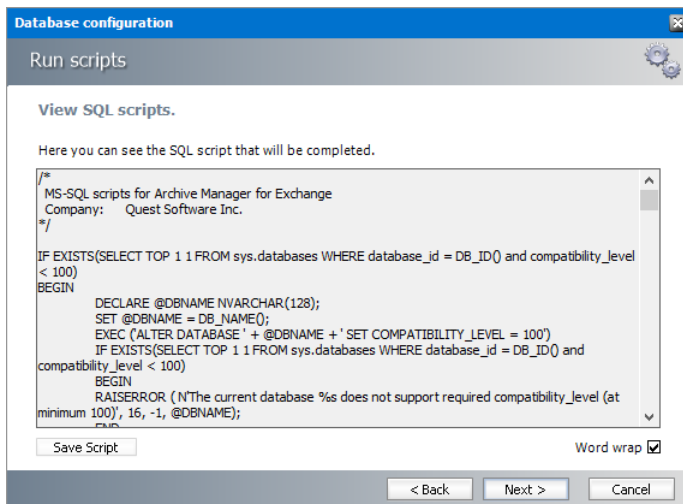 Database configuration
Run scripts
View SQL scripts.
Here you can see the SQL script that will be completed.
/*
MS-SQL scripts for Archive Manager for Exchange
Company: Quest Software Inc.
*/
IF EXISTS(SELECT TOP 1 1 FROM sys.databases WHERE database_id = DB_ID() and compatibility_level
< 100)
BEGIN
DECLARE @DBNAME NVARCHAR(128);
SET @DBNAME = DB_NAME();
EXEC ('ALTER DATABASE ' + @DBNAME + ' SET COMPATIBILITY_LEVEL = 100')
IF EXISTS(SELECT TOP 1 1 FROM sys.databases WHERE database_id = DB_ID() and
compatibility_level < 100)
BEGIN
RAISERROR ( N'The current database %s does not support required compatibility_level (at
minimum 100)', 16, -1, @DBNAME);
END
Save Script
Word wrap
< Back
Next >
Cancel